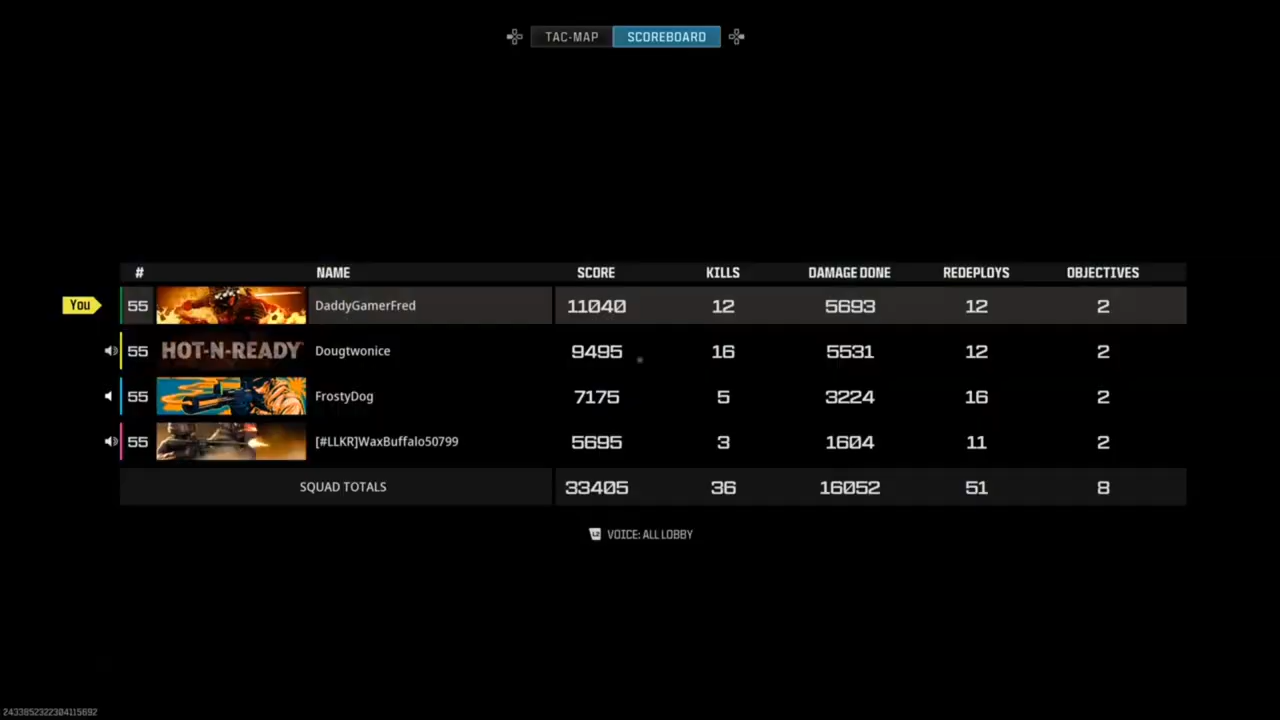 TAC-MAP SCOREBOARD
# NAME SCORE KILLS DAMAGE DONE REDEPLOYS OBJECTIVES
You 55 DaddyGamerFred 11040 12 5693 12 2
55 HOT-N-READY Dougtwonice 9495 16 5531 12 2
55 FrostyDog 7175 5 3224 16 2
55 [#LLKR]WaxBuffalo50799 5695 3 1604 11 2
SQUAD TOTALS 33405 36 16052 51 8
L2 VOICE: ALL LOBBY
2433852322304115692